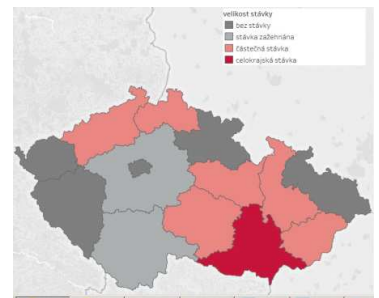 velikost stávky
bez stávky
stávka zažehnána
částečná stávka
celokrajská stávka